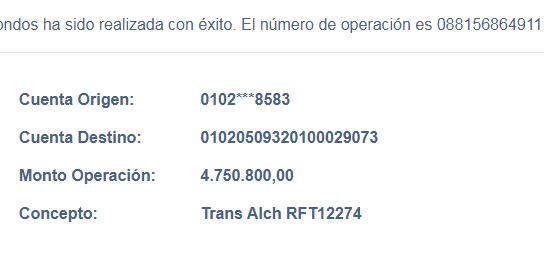 ondos ha sido realizada con éxito. El número de operación es 088156864911
Cuenta Origen: 0102***8583
Cuenta Destino: 01020509320100029073
Monto Operación: 4.750.800,00
Concepto: Trans Alch RFT12274